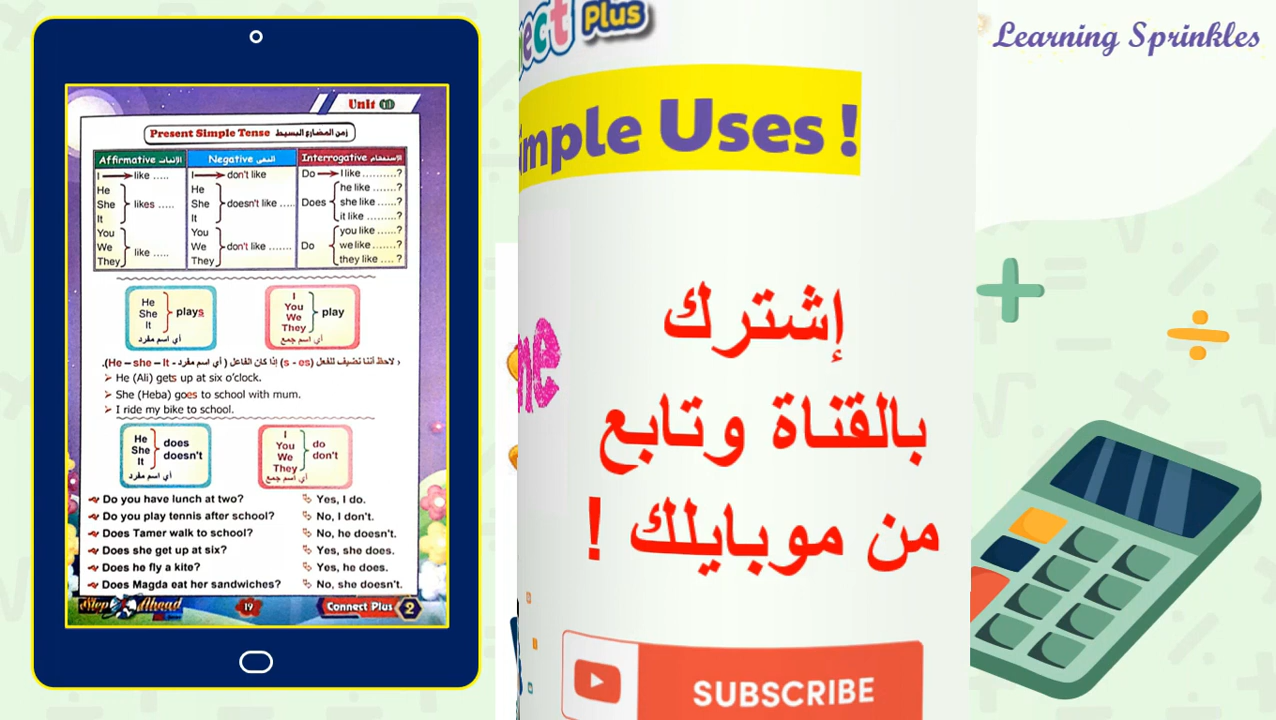 Unit 11
Present Simple Tense زمن المضارع البسيط
Affirmative الإثبات
I like .....
He
She
It
likes .....
You
We
They
like .....
Negative النفي
I don't like
He
She
It
doesn't like ....
You
We
They
don't like .......
Interrogative الإستفهام
Do I like ..........?
Does
he like ........?
she like ......?
it like ........?
Do
you like ......?
we like .......?
they like .... ?
He
She
It
plays
أي اسم مفرد
I
You
We
They
play
أي اسم جمع
لاحظ أننا نضيف للفعل (s - es) إذا كان الفاعل ( أي اسم مفرد - He – she – It).
He (Ali) gets up at six o'clock.
She (Heba) goes to school with mum.
I ride my bike to school.
He
She
It
does
doesn't
أي اسم مفرد
I
You
We
They
do
don't
أي اسم جمع
Do you have lunch at two? Yes, I do.
Do you play tennis after school? No, I don't.
Does Tamer walk to school? No, he doesn't.
Does she get up at six? Yes, she does.
Does he fly a kite? Yes, he does.
Does Magda eat her sandwiches? No, she doesn't.
Step Ahead 19 Connect Plus 2
ect Plus
imple Uses !
me
إشترك
بالقناة وتابع
من موبايلك !
SUBSCRIBE
Learning Sprinkles